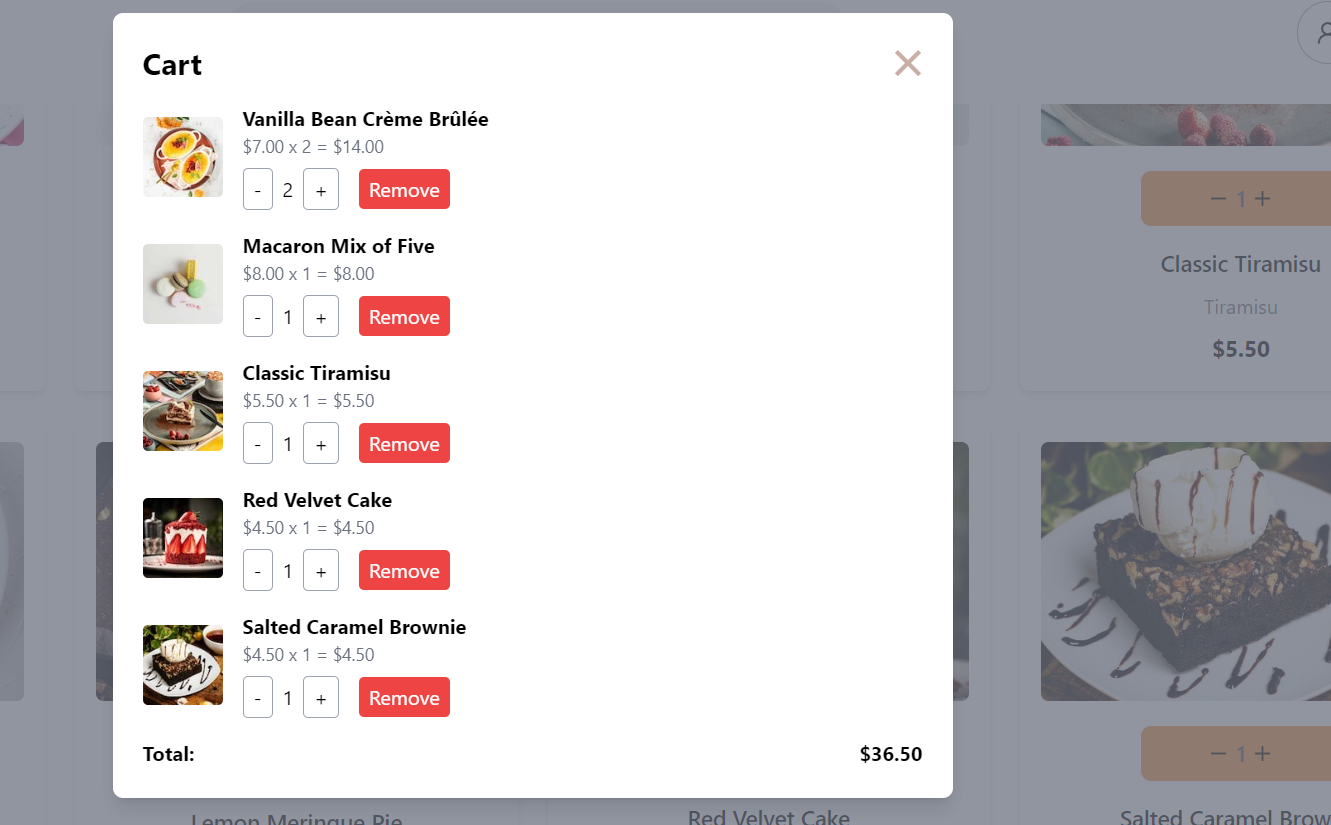 Cart
Vanilla Bean Crème Brûlée
$7.00 x 2 = $14.00
- 2 + Remove
Macaron Mix of Five
$8.00 x 1 = $8.00
- 1 + Remove
Classic Tiramisu
$5.50 x 1 = $5.50
- 1 + Remove
Red Velvet Cake
$4.50 x 1 = $4.50
- 1 + Remove
Salted Caramel Brownie
$4.50 x 1 = $4.50
- 1 + Remove
Total: $36.50
− 1 +
Classic Tiramisu
Tiramisu
$5.50
− 1 +
Lemon Meringue Pie
Red Velvet Cake
Salted Caramel Brow